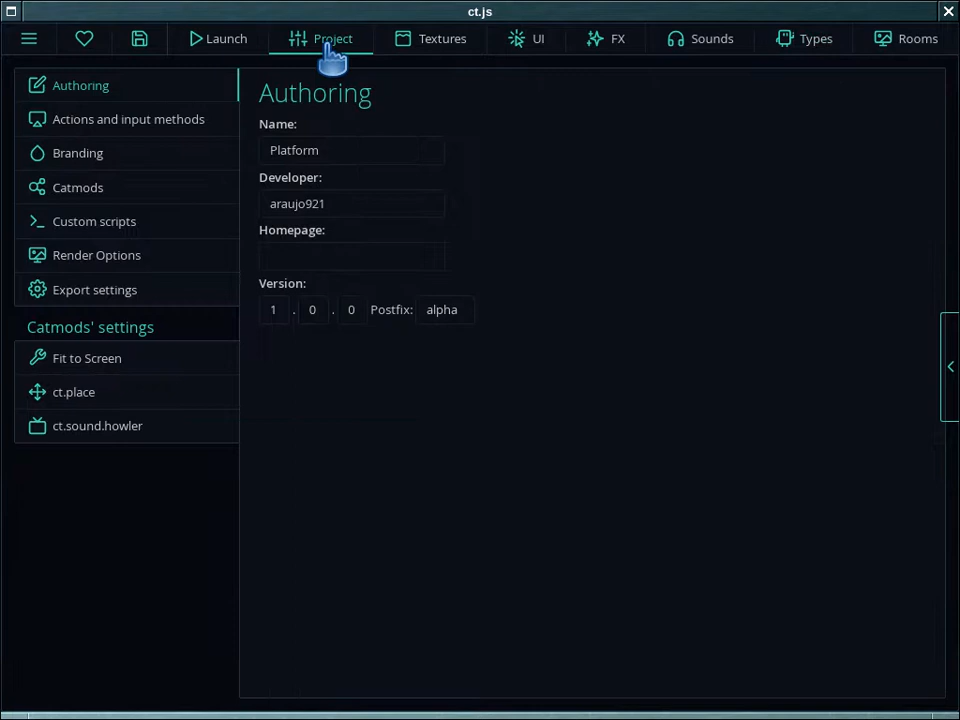 ct.js
Launch Project Textures UI FX Sounds Types Rooms
Authoring
Actions and input methods
Branding
Catmods
Custom scripts
Render Options
Export settings
Catmods' settings
Fit to Screen
ct.place
ct.sound.howler
Authoring
Name:
Platform
Developer:
araujo921
Homepage:
Version:
1 . 0 . 0 Postfix: alpha